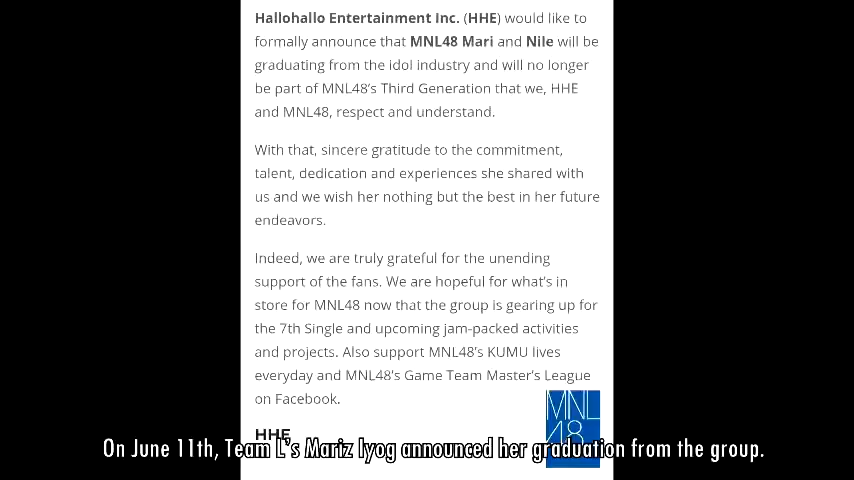 Hallohallo Entertainment Inc. (HHE) would like to
formally announce that MNL48 Mari and Nile will be
graduating from the idol industry and will no longer
be part of MNL48's Third Generation that we, HHE
and MNL48, respect and understand.
With that, sincere gratitude to the commitment,
talent, dedication and experiences she shared with
us and we wish her nothing but the best in her future
endeavors.
Indeed, we are truly grateful for the unending
support of the fans. We are hopeful for what's in
store for MNL48 now that the group is gearing up for
the 7th Single and upcoming jam-packed activities
and projects. Also support MNL48's KUMU lives
everyday and MNL48's Game Team Master's League
on Facebook.
MNL
48
HHE
On June 11th, Team L's Mariz Iyog announced her graduation from the group.